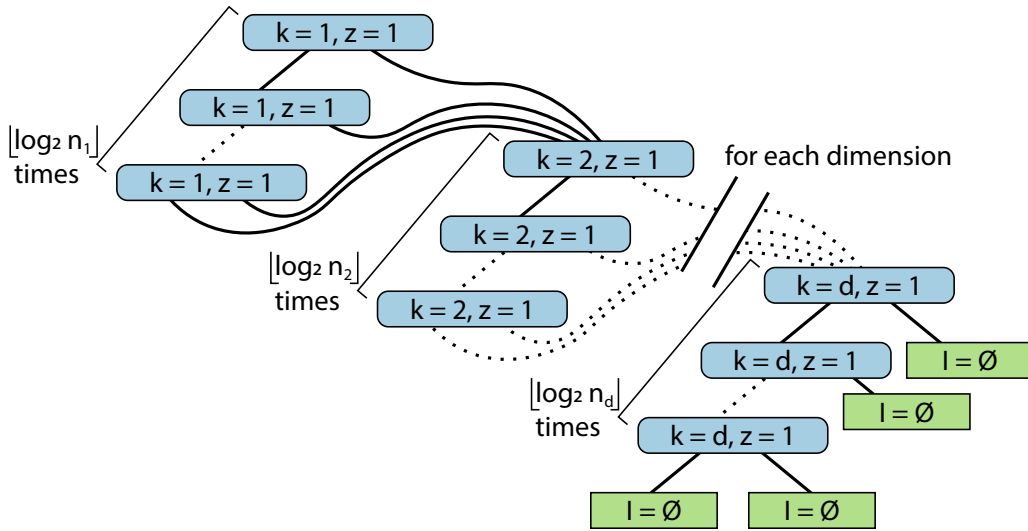 k = 1, z = 1
k = 1, z = 1
⌊log₂ n₁⌋
times
k = 1, z = 1
k = 2, z = 1
for each dimension
k = 2, z = 1
⌊log₂ n₂⌋
times
k = 2, z = 1
k = d, z = 1
k = d, z = 1
I = Ø
⌊log₂ n_d⌋
times
I = Ø
k = d, z = 1
I = Ø
I = Ø